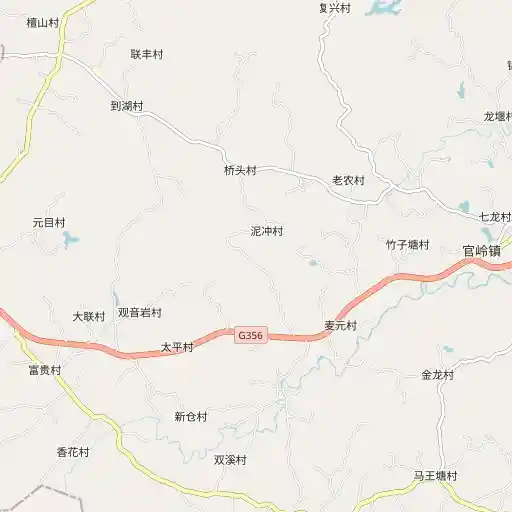 复兴村
檀山村
联丰村
到湖村
龙堰村
桥头村
老农村
七龙村
元目村
泥冲村
竹子塘村
官岭镇
大联村
观音岩村
麦元村
G356
太平村
富贵村
金龙村
新仓村
香花村
双溪村
马王塘村